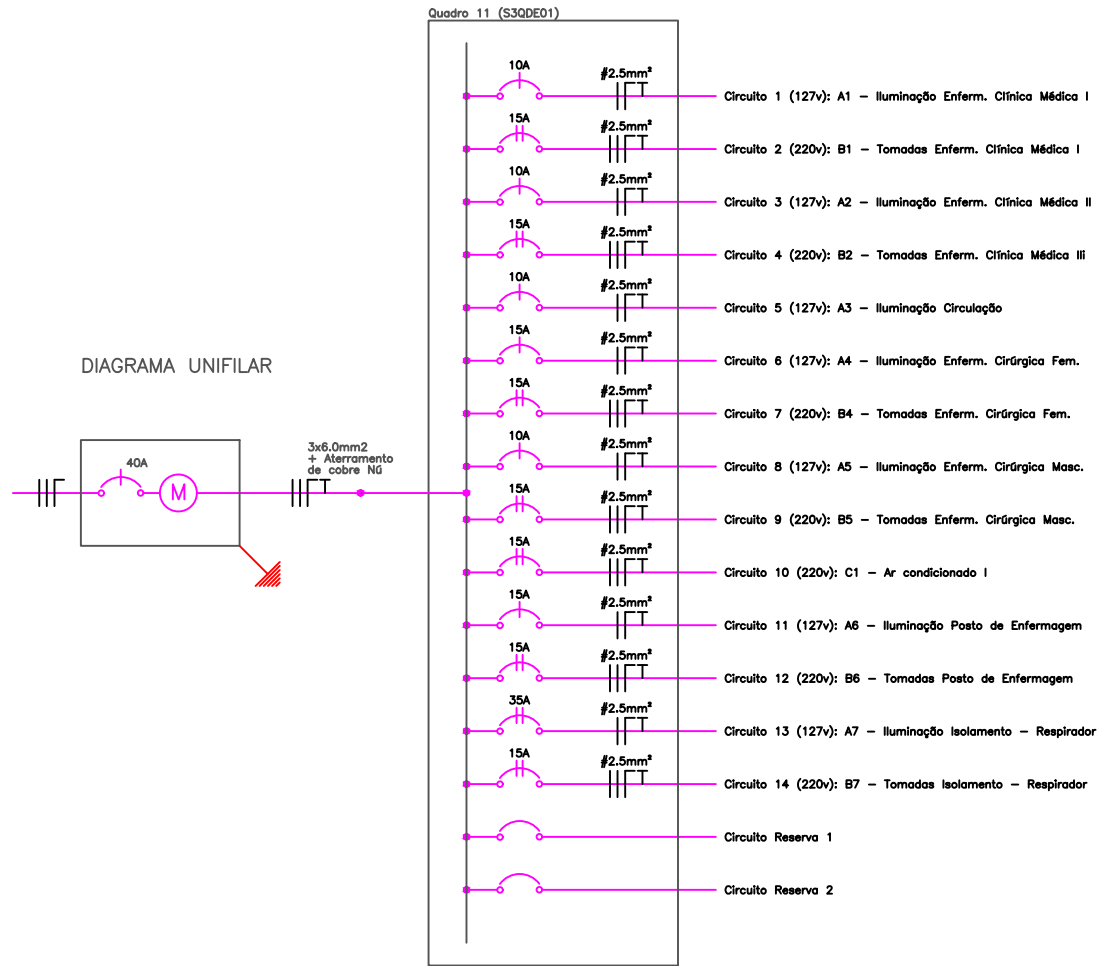 Quadro 11 (S3QDE01)
10A
#2.5mm²
Circuito 1 (127v): A1 – Iluminação Enferm. Clínica Médica I
15A
#2.5mm²
Circuito 2 (220v): B1 – Tomadas Enferm. Clínica Médica I
10A
#2.5mm²
Circuito 3 (127v): A2 – Iluminação Enferm. Clínica Médica II
15A
#2.5mm²
Circuito 4 (220v): B2 – Tomadas Enferm. Clínica Médica Iii
10A
#2.5mm²
Circuito 5 (127v): A3 – Iluminação Circulação
15A
#2.5mm²
Circuito 6 (127v): A4 – Iluminação Enferm. Cirúrgica Fem.
DIAGRAMA UNIFILAR
15A
#2.5mm²
Circuito 7 (220v): B4 – Tomadas Enferm. Cirúrgica Fem.
3x6.0mm2
+ Aterramento
de cobre Nú
40A
M
10A
#2.5mm²
Circuito 8 (127v): A5 – Iluminação Enferm. Cirúrgica Masc.
15A
#2.5mm²
Circuito 9 (220v): B5 – Tomadas Enferm. Cirúrgica Masc.
15A
#2.5mm²
Circuito 10 (220v): C1 – Ar condicionado I
15A
#2.5mm²
Circuito 11 (127v): A6 – Iluminação Posto de Enfermagem
15A
#2.5mm²
Circuito 12 (220v): B6 – Tomadas Posto de Enfermagem
35A
#2.5mm²
Circuito 13 (127v): A7 – Iluminação Isolamento – Respirador
15A
#2.5mm²
Circuito 14 (220v): B7 – Tomadas Isolamento – Respirador
Circuito Reserva 1
Circuito Reserva 2